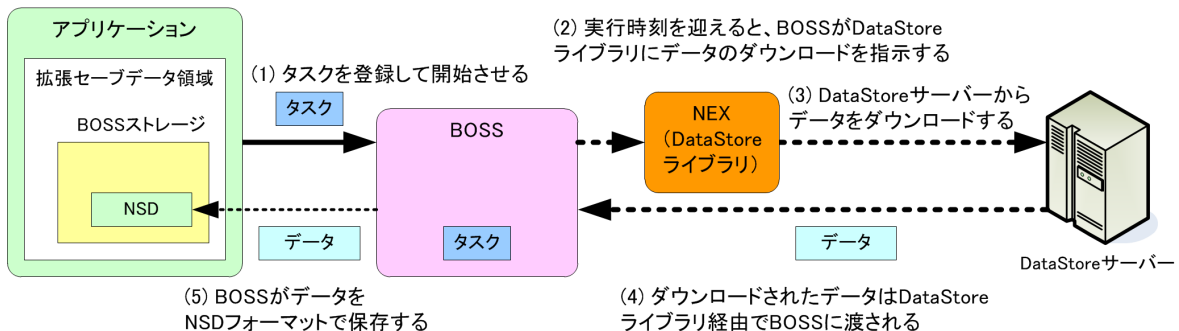 アプリケーション
拡張セーブデータ領域
BOSSストレージ
NSD
(1) タスクを登録して開始させる
タスク
BOSS
タスク
データ
(2) 実行時刻を迎えると、BOSSがDataStore
ライブラリにデータのダウンロードを指示する
NEX
(DataStore
ライブラリ)
(3) DataStoreサーバーから
データをダウンロードする
データ
DataStoreサーバー
(4) ダウンロードされたデータはDataStore
ライブラリ経由でBOSSに渡される
(5) BOSSがデータを
NSDフォーマットで保存する